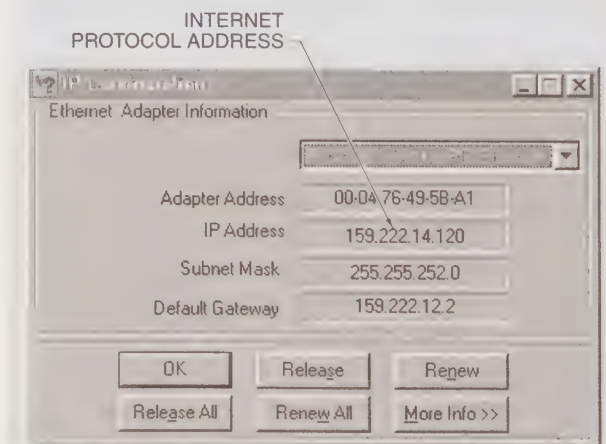 INTERNET
PROTOCOL ADDRESS
Ethernet Adapter Information
Adapter Address 00-04-76-49-5B-A1
IP Address 159.222.14.120
Subnet Mask 255.255.252.0
Default Gateway 159.222.12.2
OK Release Renew
Release All Renew All More Info >>